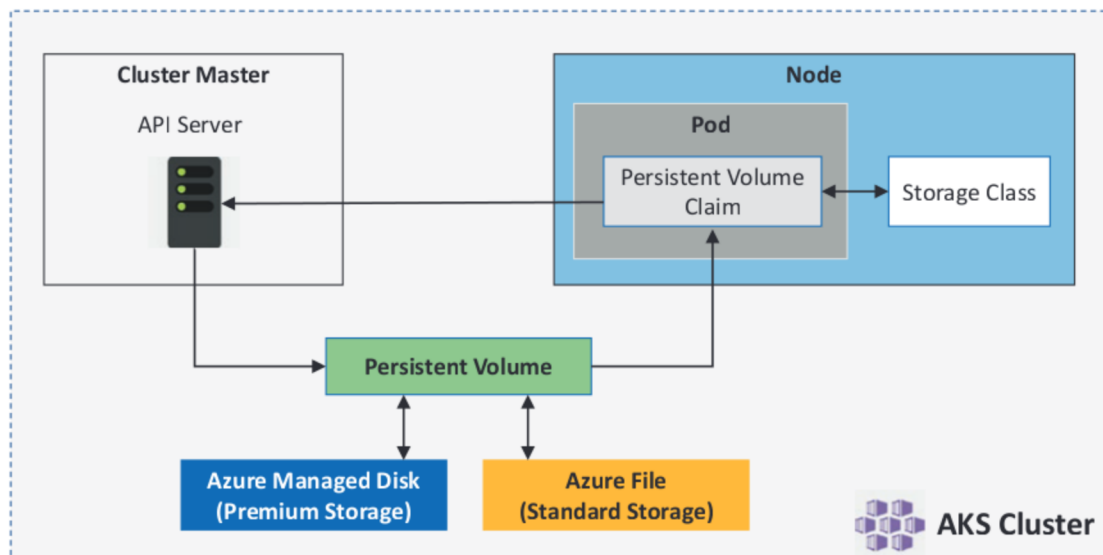 Cluster Master
API Server
Node
Pod
Persistent Volume
Claim
Storage Class
Persistent Volume
Azure Managed Disk
(Premium Storage)
Azure File
(Standard Storage)
AKS Cluster